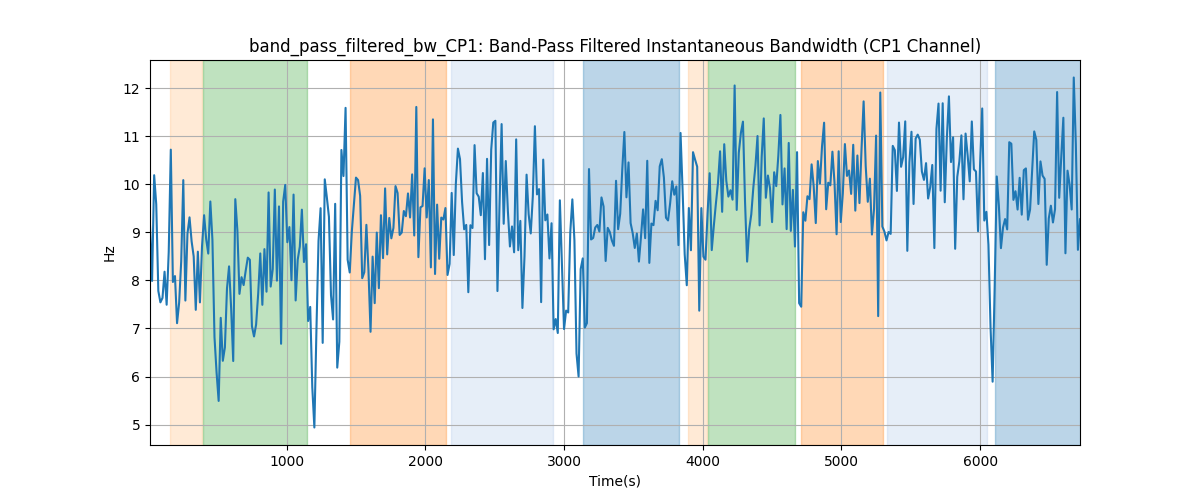 band_pass_filtered_bw_CP1: Band-Pass Filtered Instantaneous Bandwidth (CP1 Channel)
12
11
10
9
8
7
6
5
Hz
1000 2000 3000 4000 5000 6000
Time(s)